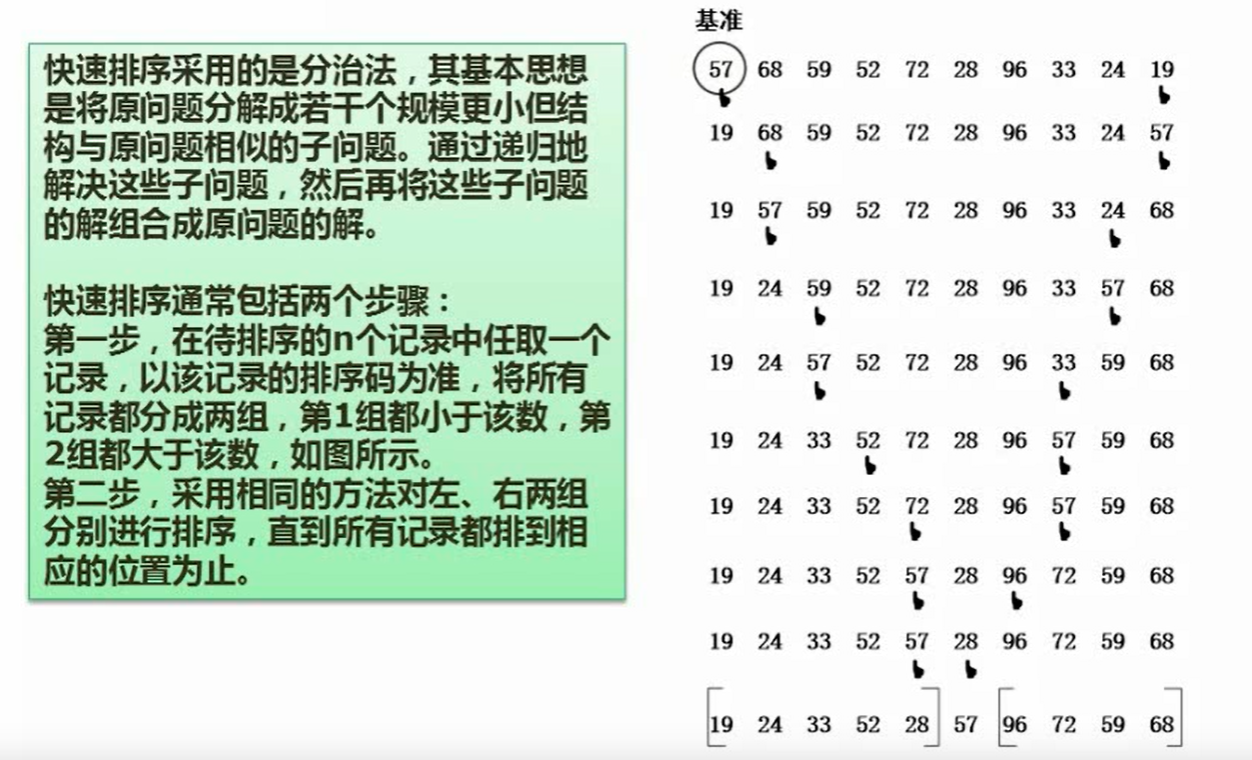 快速排序采用的是分治法，其基本思想
是将原问题分解成若干个规模更小但结
构与原问题相似的子问题。通过递归地
解决这些子问题，然后再将这些子问题
的解组合成原问题的解。
快速排序通常包括两个步骤：
第一步，在待排序的n个记录中任取一个
记录，以该记录的排序码为准，将所有
记录都分成两组，第1组都小于该数，第
2组都大于该数，如图所示。
第二步，采用相同的方法对左、右两组
分别进行排序，直到所有记录都排到相
应的位置为止。
基准
57 68 59 52 72 28 96 33 24 19
19 68 59 52 72 28 96 33 24 57
19 57 59 52 72 28 96 33 24 68
19 24 59 52 72 28 96 33 57 68
19 24 57 52 72 28 96 33 59 68
19 24 33 52 72 28 96 57 59 68
19 24 33 52 72 28 96 57 59 68
19 24 33 52 57 28 96 72 59 68
19 24 33 52 57 28 96 72 59 68
[19 24 33 52 28] 57 [96 72 59 68]